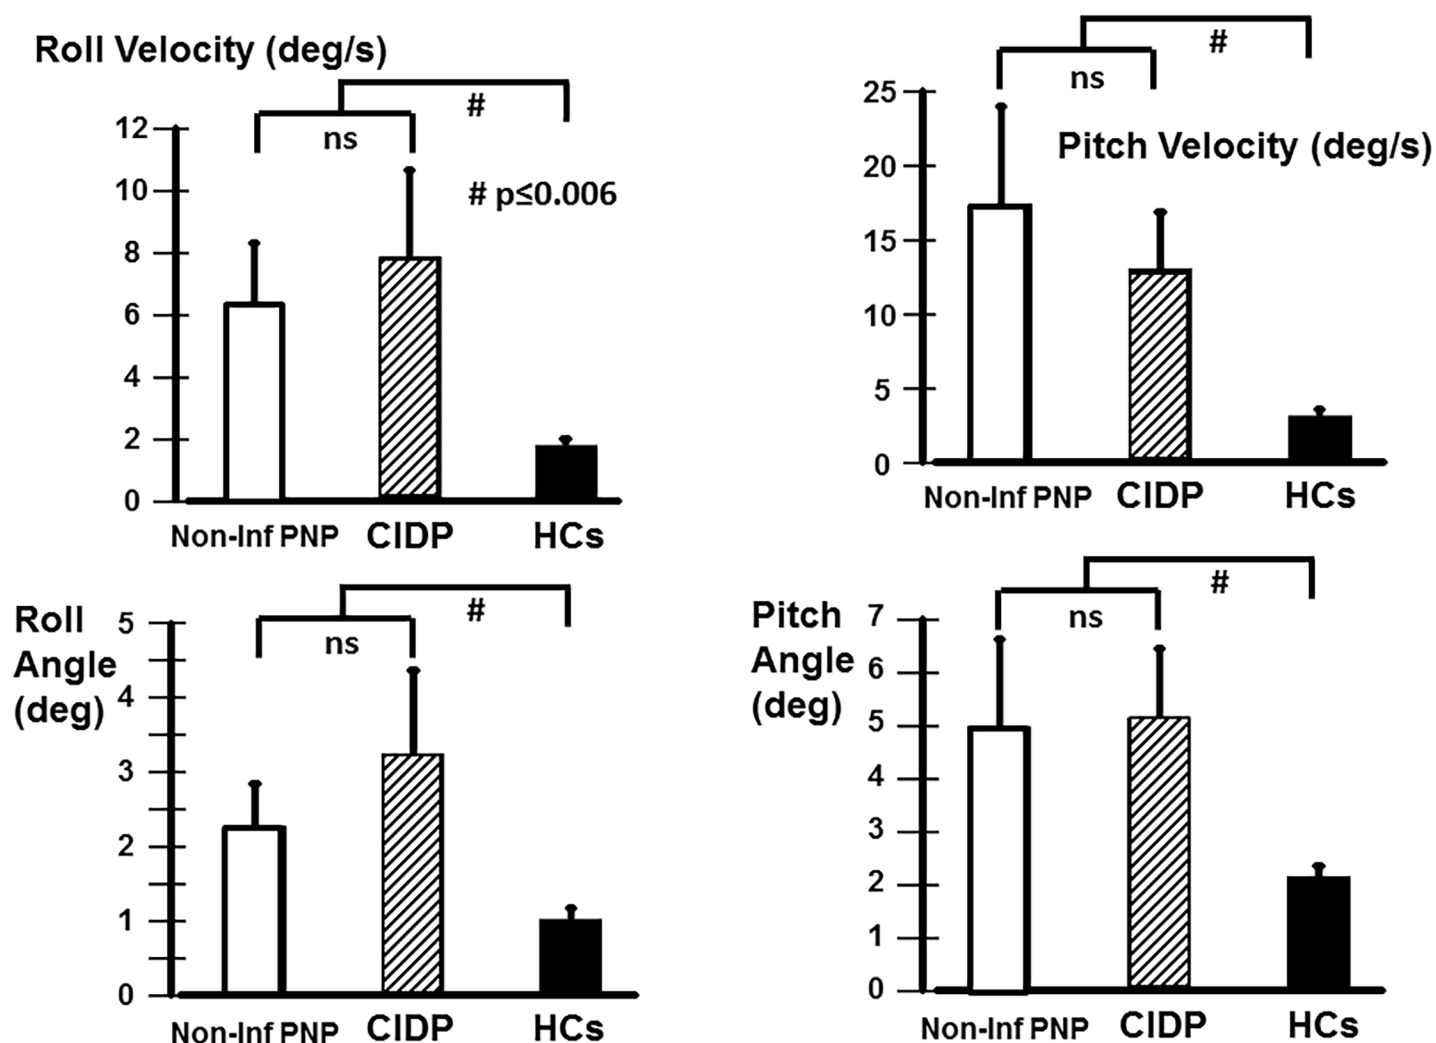 Roll Velocity (deg/s)
#
ns
# p≤0.006
12
10
8
6
4
2
0
Non-Inf PNP CIDP HCs
#
ns
Pitch Velocity (deg/s)
25
20
15
10
5
0
Non-Inf PNP CIDP HCs
Roll
Angle
(deg)
#
ns
5
4
3
2
1
0
Non-Inf PNP CIDP HCs
Pitch
Angle
(deg)
#
ns
7
6
5
4
3
2
1
0
Non-Inf PNP CIDP HCs